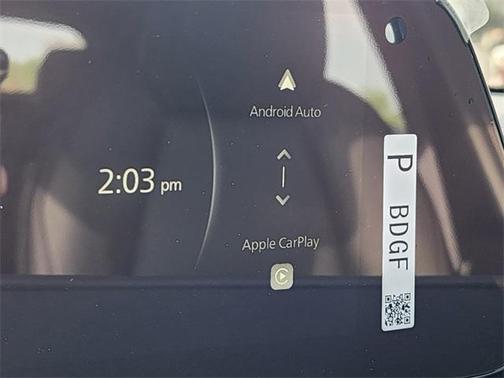 Android Auto
2:03 pm
Apple CarPlay
P BDGF